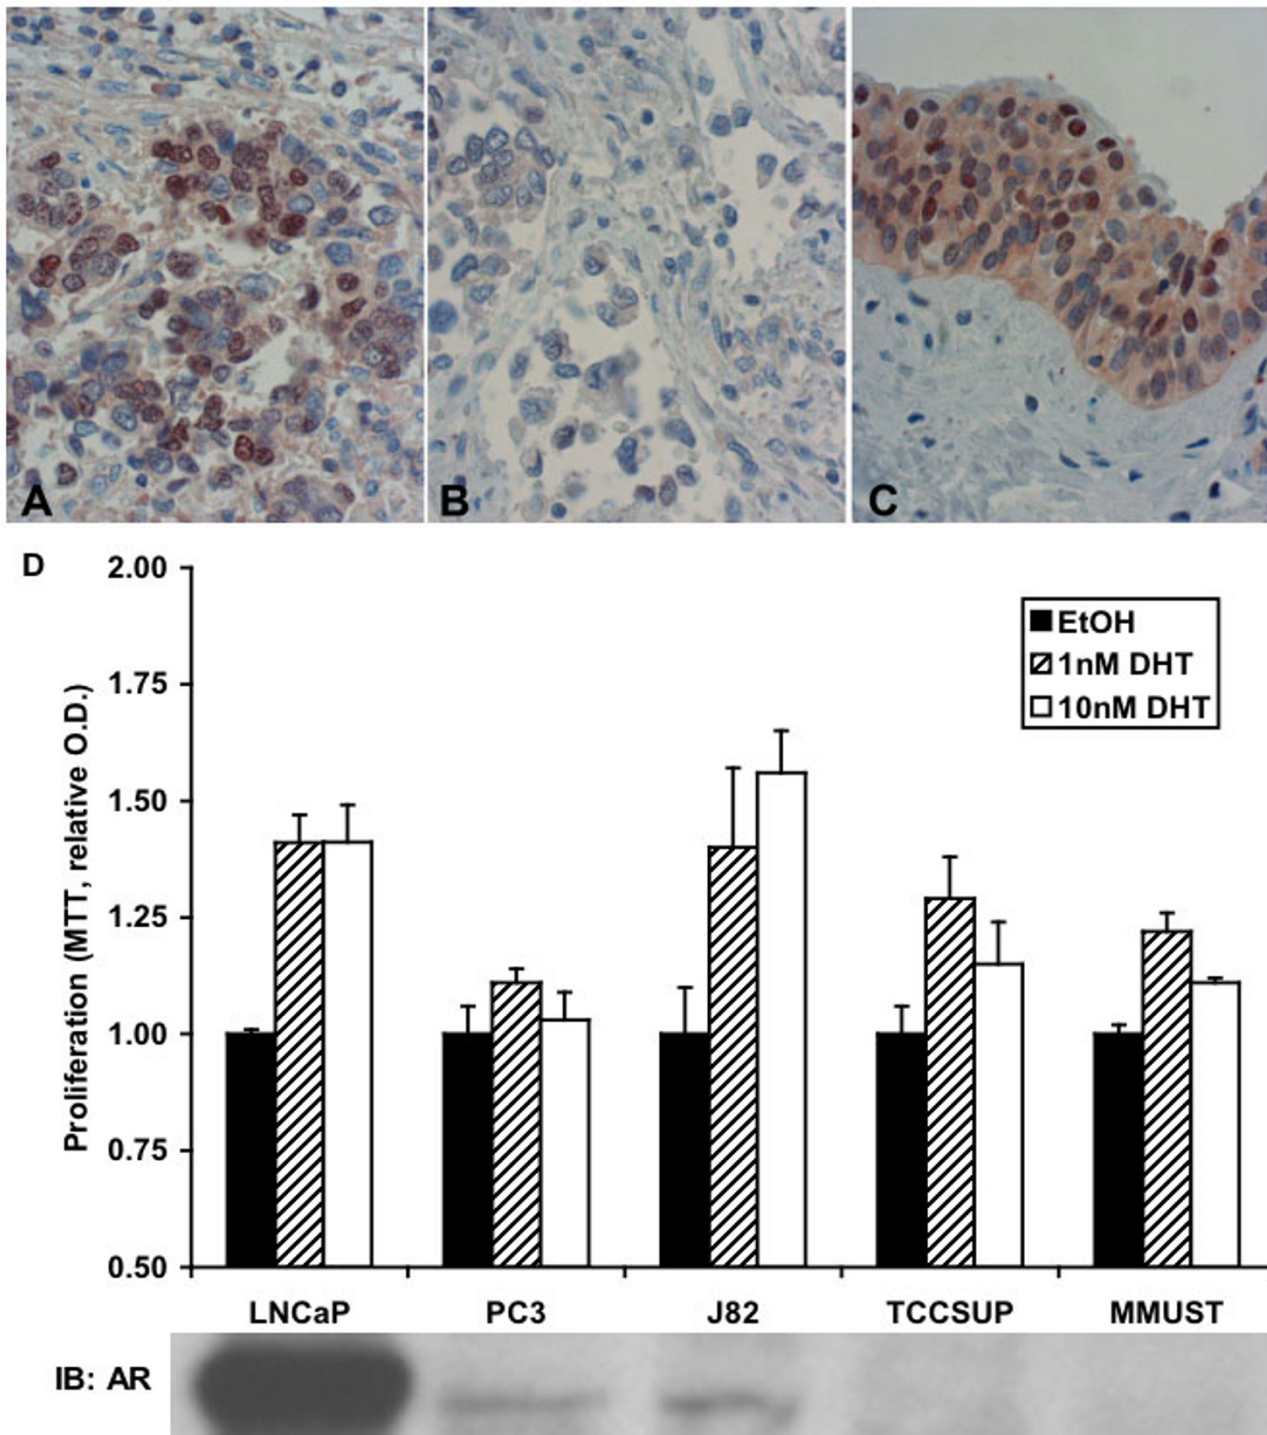 A
B
C
D
2.00
1.75
1.50
1.25
1.00
0.75
0.50
Proliferation (MTT, relative O.D.)
EtOH
1nM DHT
10nM DHT
LNCaP PC3 J82 TCCSUP MMUST
IB: AR